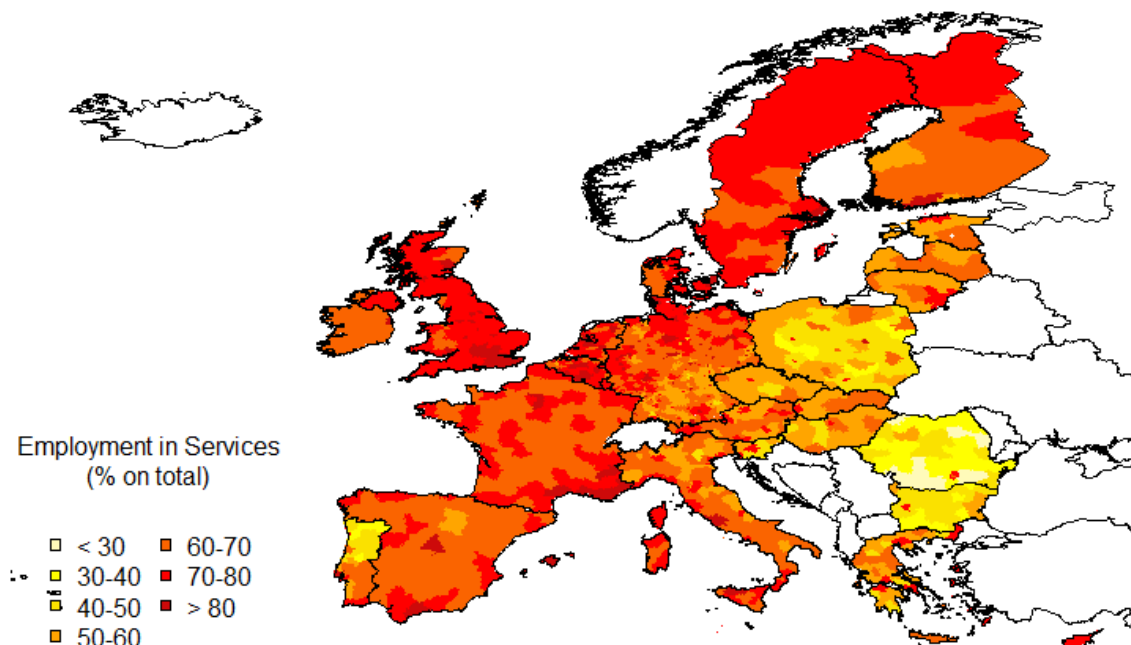 Employment in Services
(% on total)
< 30 60-70
30-40 70-80
40-50 > 80
50-60